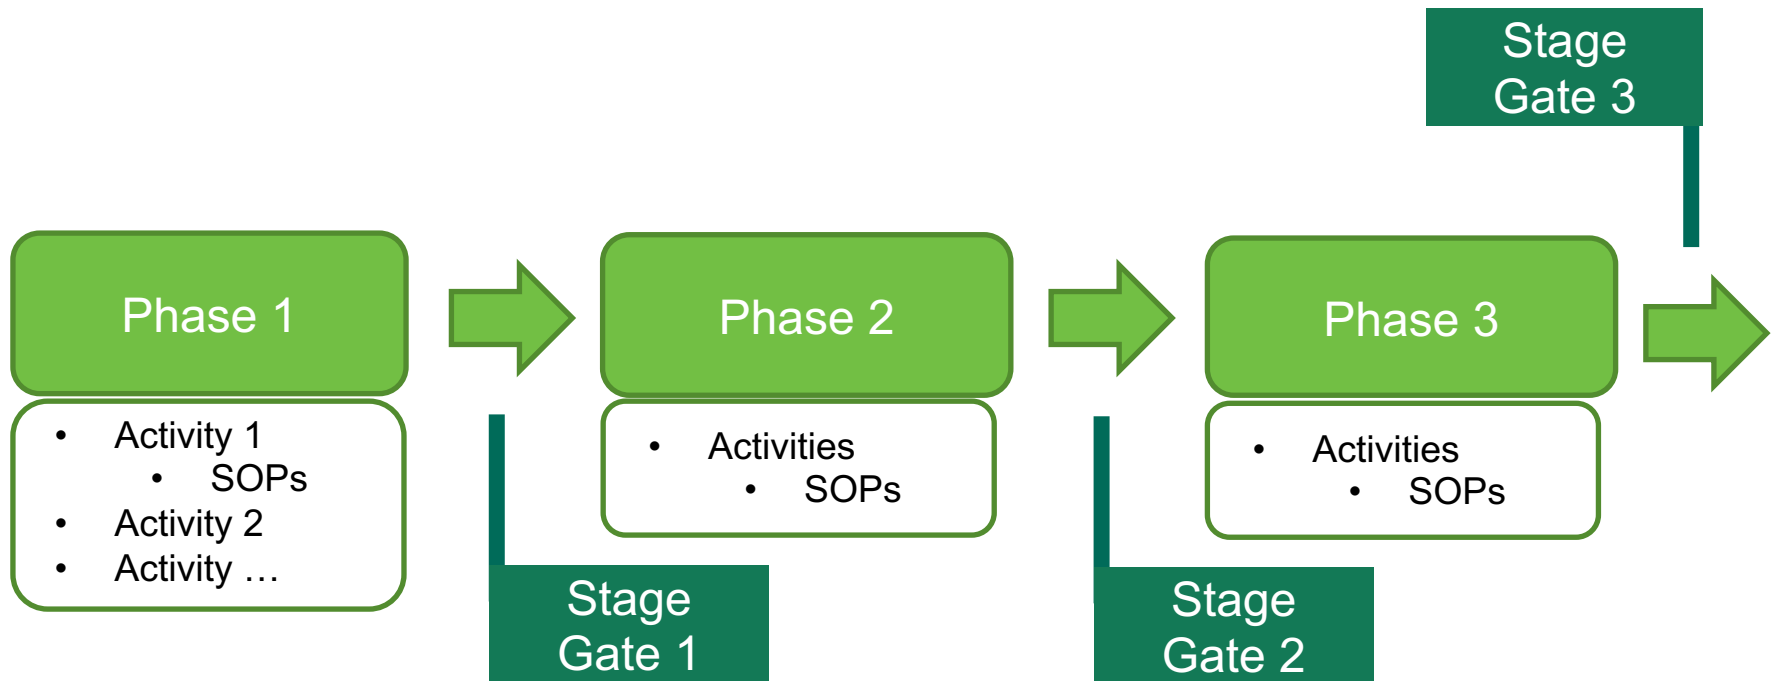 Stage
Gate 3
Phase 1
Phase 2
Phase 3
• Activity 1
• SOPs
• Activity 2
• Activity …
• Activities
• SOPs
• Activities
• SOPs
Stage
Gate 1
Stage
Gate 2